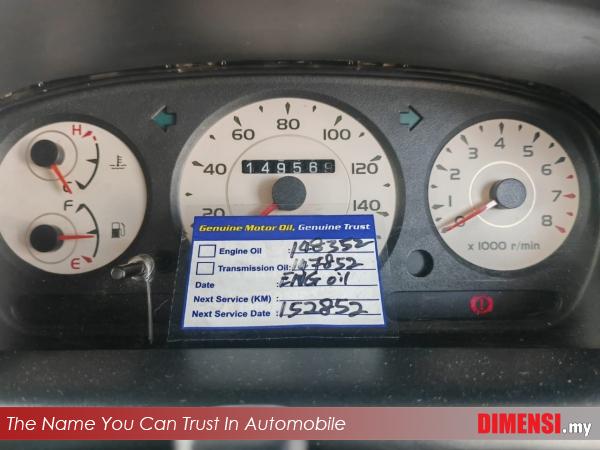 H
C
F
E
20
40
60
80
100
120
140
149569
0
1
2
3
4
5
6
7
8
x 1000 r/min
Genuine Motor Oil, Genuine Trust
Engine Oil : 148352
Transmission Oil: 147852
Date : ENG oil
Next Service (KM) :
Next Service Date : 152852
The Name You Can Trust In Automobile
DIMENSI.my